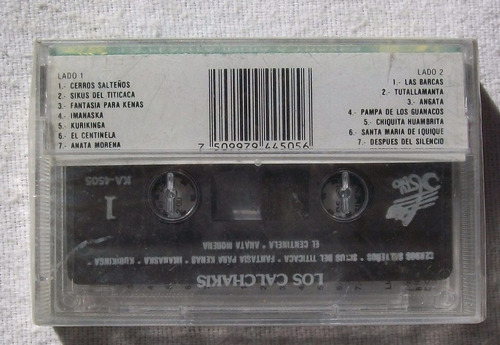 LADO 1
1.- CERROS SALTEÑOS
2.- SIKUS DEL TITICACA
3.- FANTASIA PARA KENAS
4.- IMANASKA
5.- KURIKINGA
6.- EL CENTINELA
7.- ANATA MORENA
7 509979 445056
LADO 2
1.- LAS BARCAS
2.- TUTALLAMANTA
3.- ANGATA
4.- PAMPA DE LOS GUANACOS
5.- CHIQUITA HUAMBRITA
6.- SANTA MARIA DE IQUIQUE
7.- DESPUES DEL SILENCIO
LOS CALCHAKIS
CERROS SALTEÑOS * SIKUS DEL TITICACA * FANTASIA PARA KENAS IMANASKA * KURIKINGA *
EL CENTINELA * ANATA MORENA
1
KA-4505